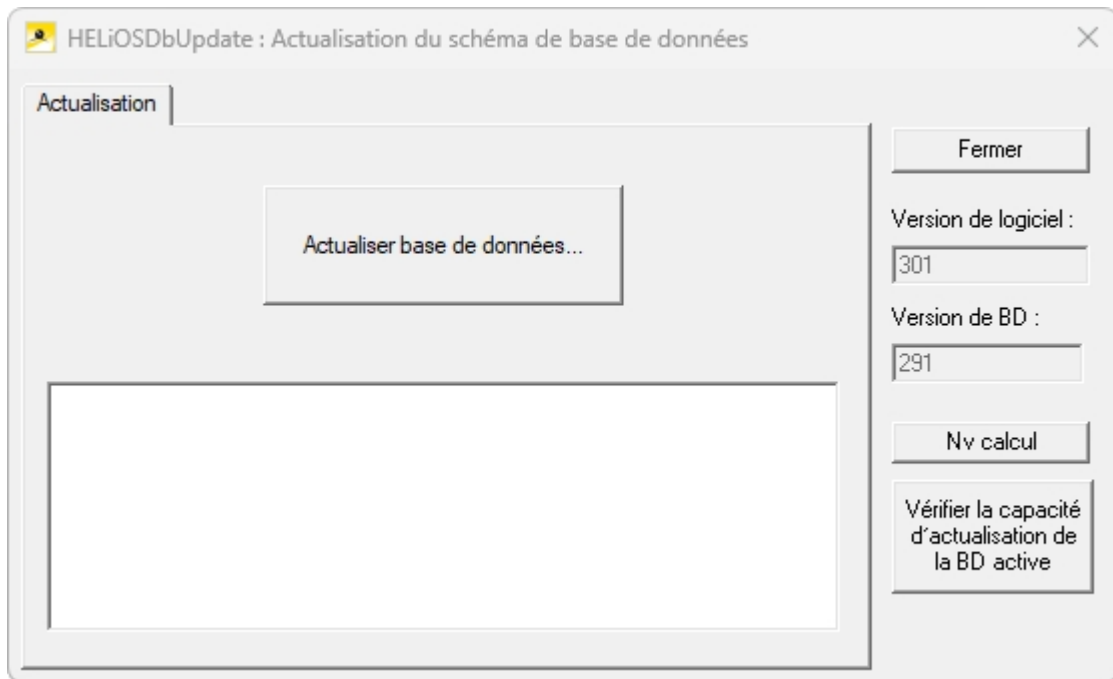 HELiOSDbUpdate : Actualisation du schéma de base de données
Actualisation
Actualiser base de données...
Fermer
Version de logiciel :
301
Version de BD :
291
Nv calcul
Vérifier la capacité
d'actualisation de
la BD active